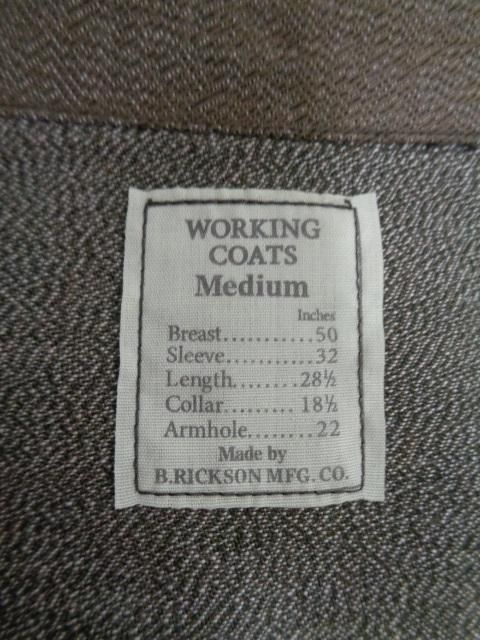 WORKING
COATS
Medium
Inches
Breast...........50
Sleeve...........32
Length........28½
Collar......... 18½
Armhole.......22
Made by
B.RICKSON MFG. CO.